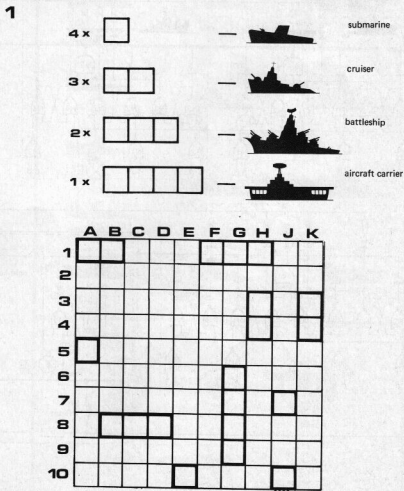 1
4 x — submarine
3 x — cruiser
2 x — battleship
1 x — aircraft carrier
A B C D E F G H J K
1
2
3
4
5
6
7
8
9
10